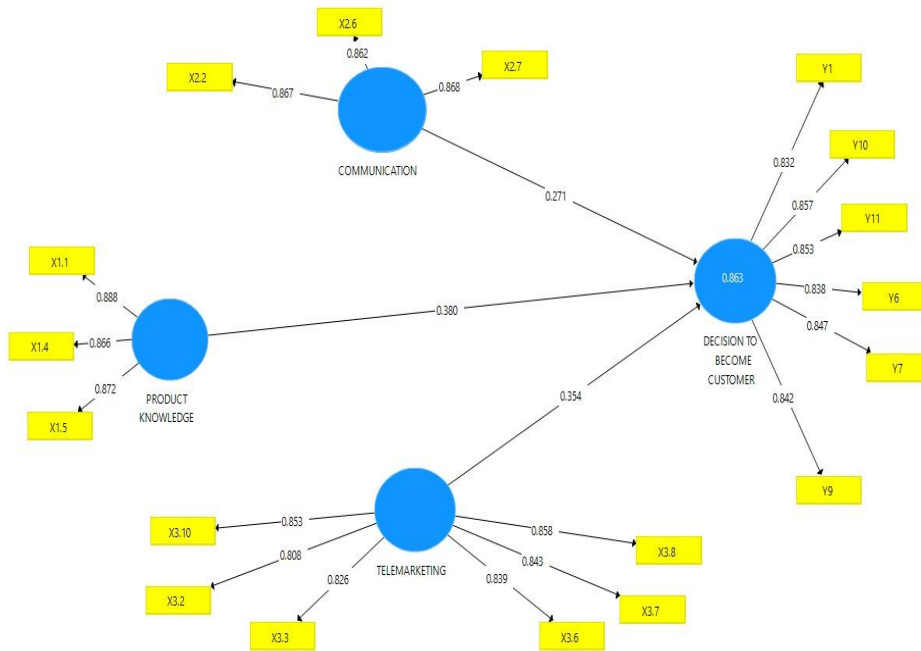 X2.6
0.862
X2.2
0.867
X2.7
0.868
COMMUNICATION
0.271
Y1
0.832
Y10
0.857
Y11
0.853
0.863
0.838
Y6
0.847
Y7
0.842
Y9
DECISION TO
BECOME
CUSTOMER
X1.1
0.888
X1.4
0.866
X1.5
0.872
PRODUCT
KNOWLEDGE
0.380
0.354
X3.10
0.853
X3.2
0.808
X3.3
0.826
TELEMARKETING
0.839
X3.6
0.843
X3.7
0.858
X3.8